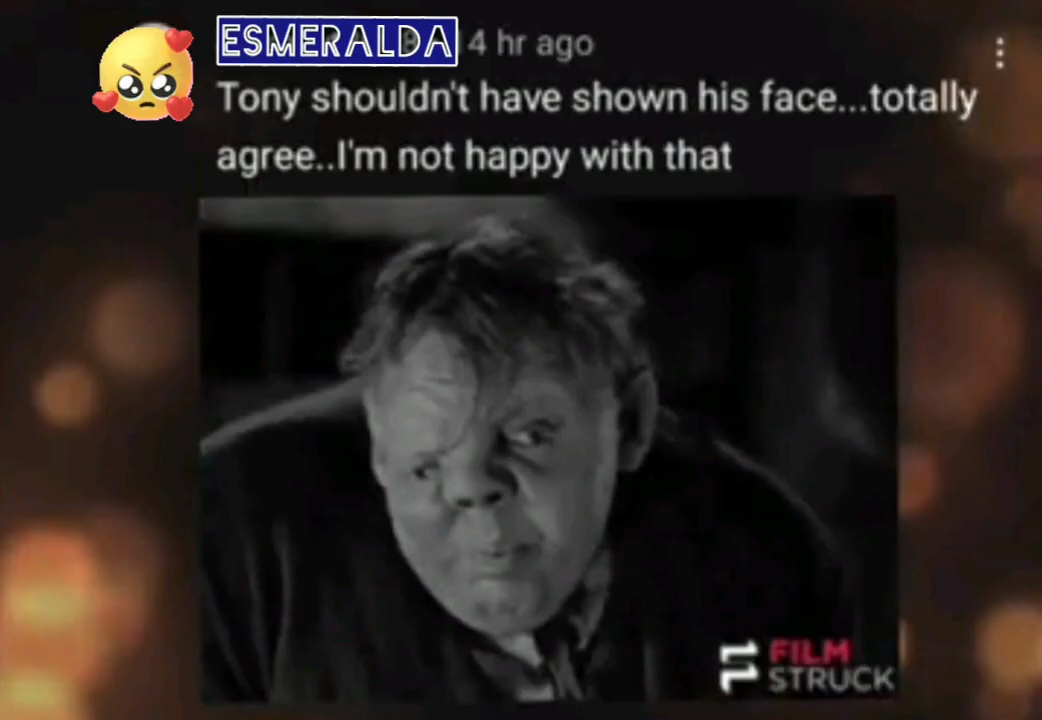 ESMERALDA 4 hr ago
Tony shouldn't have shown his face...totally
agree..I'm not happy with that
FILM
STRUCK